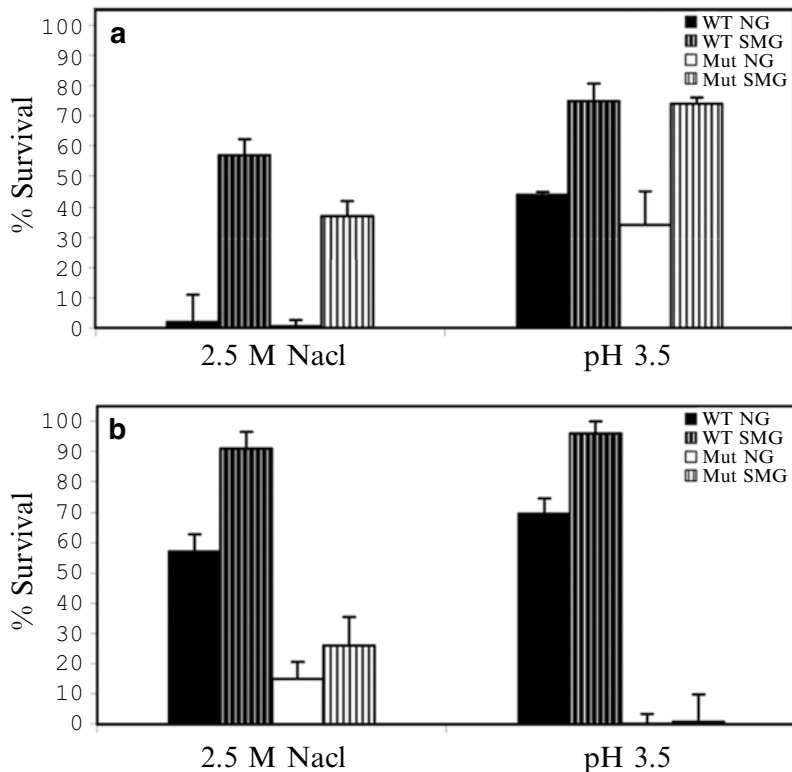 a
WT NG
WT SMG
Mut NG
Mut SMG
% Survival
100
90
80
70
60
50
40
30
20
10
0
2.5 M Nacl
pH 3.5
b
WT NG
WT SMG
Mut NG
Mut SMG
% Survival
100
90
80
70
60
50
40
30
20
10
0
2.5 M Nacl
pH 3.5